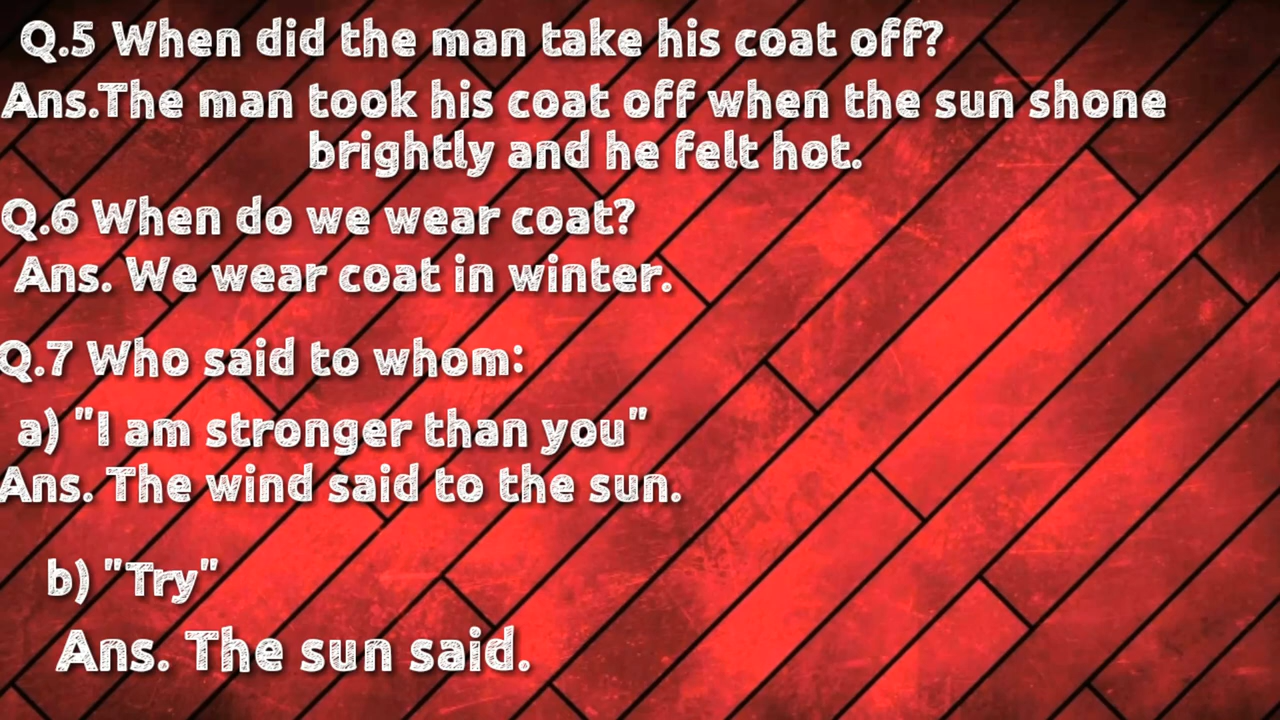 Q.5 When did the man take his coat off?
Ans.The man took his coat off when the sun shone
brightly and he felt hot.
Q.6 When do we wear coat?
Ans. We wear coat in winter.
Q.7 Who said to whom:
a) "I am stronger than you"
Ans. The wind said to the sun.
b) "Try"
Ans. The sun said.